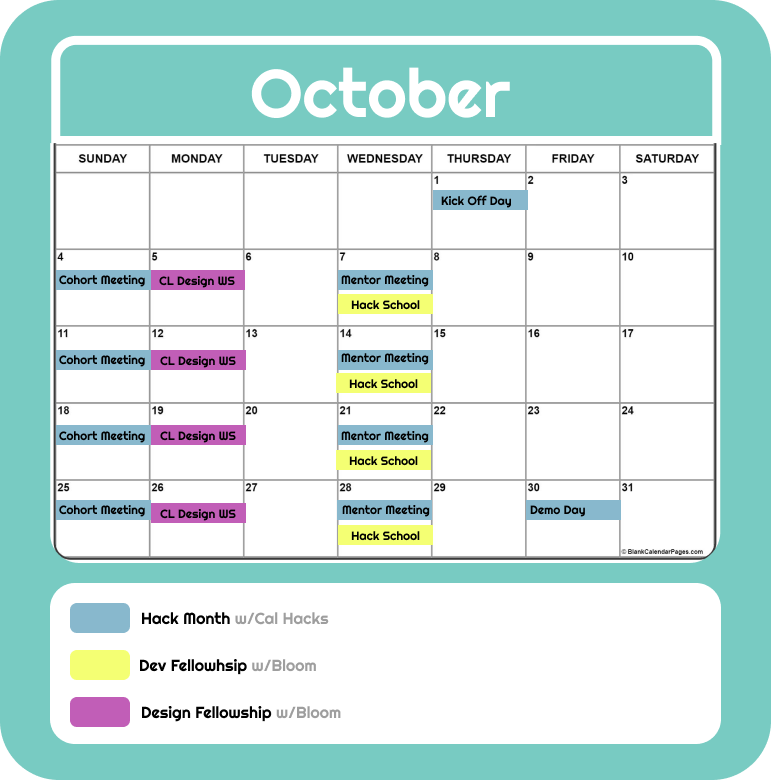 October
SUNDAY MONDAY TUESDAY WEDNESDAY THURSDAY FRIDAY SATURDAY
1 2 3
Kick Off Day
4 5 6 7 8 9 10
Cohort Meeting CL Design WS Mentor Meeting
Hack School
11 12 13 14 15 16 17
Cohort Meeting CL Design WS Mentor Meeting
Hack School
18 19 20 21 22 23 24
Cohort Meeting CL Design WS Mentor Meeting
Hack School
25 26 27 28 29 30 31
Cohort Meeting CL Design WS Mentor Meeting Demo Day
Hack School
© BlankCalendarPages.com
Hack Month w/Cal Hacks
Dev Fellowhsip w/Bloom
Design Fellowship w/Bloom